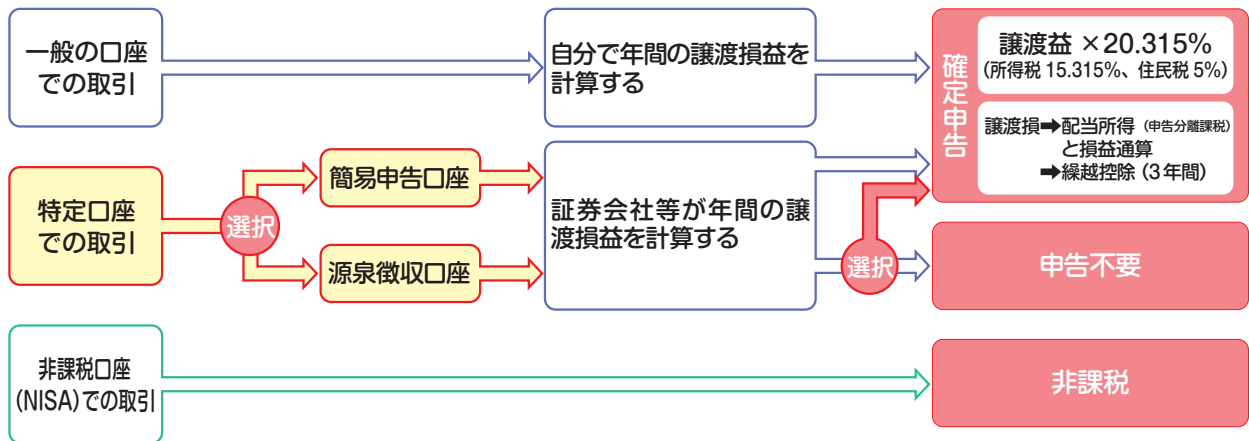 一般の口座
での取引
自分で年間の譲渡損益を
計算する
確定申告
譲渡益 ×20.315%
(所得税 15.315%、住民税 5%)
譲渡損➡配当所得 (申告分離課税)
と損益通算
➡繰越控除 (3年間)
特定口座
での取引
選択
簡易申告口座
源泉徴収口座
証券会社等が年間の譲
渡損益を計算する
選択
申告不要
非課税口座
(NISA)での取引
非課税